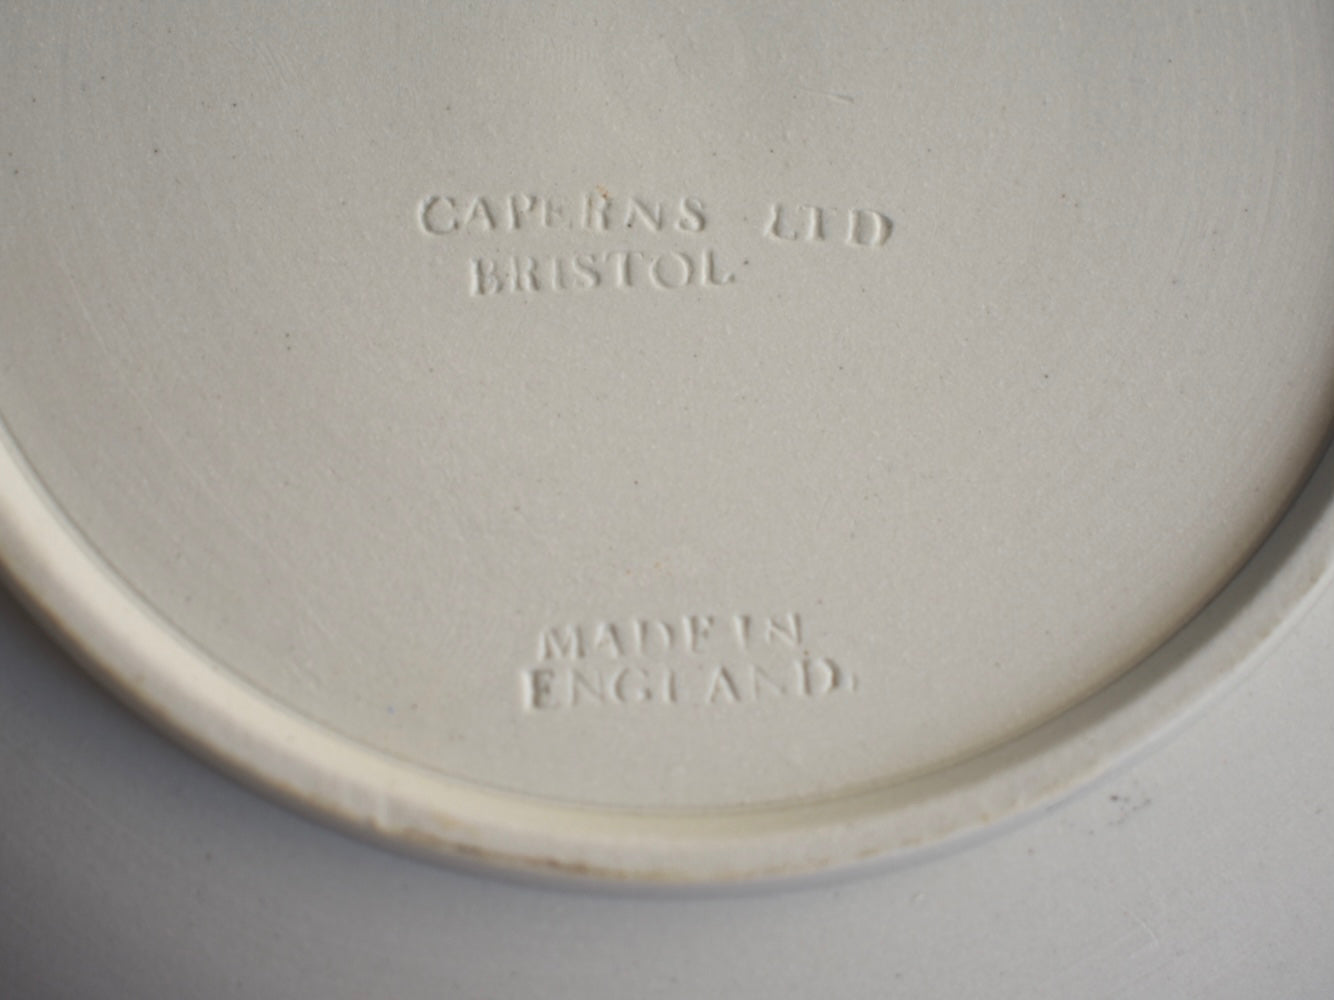 CAPERNS LTD
BRISTOL
MADE IN
ENGLAND.